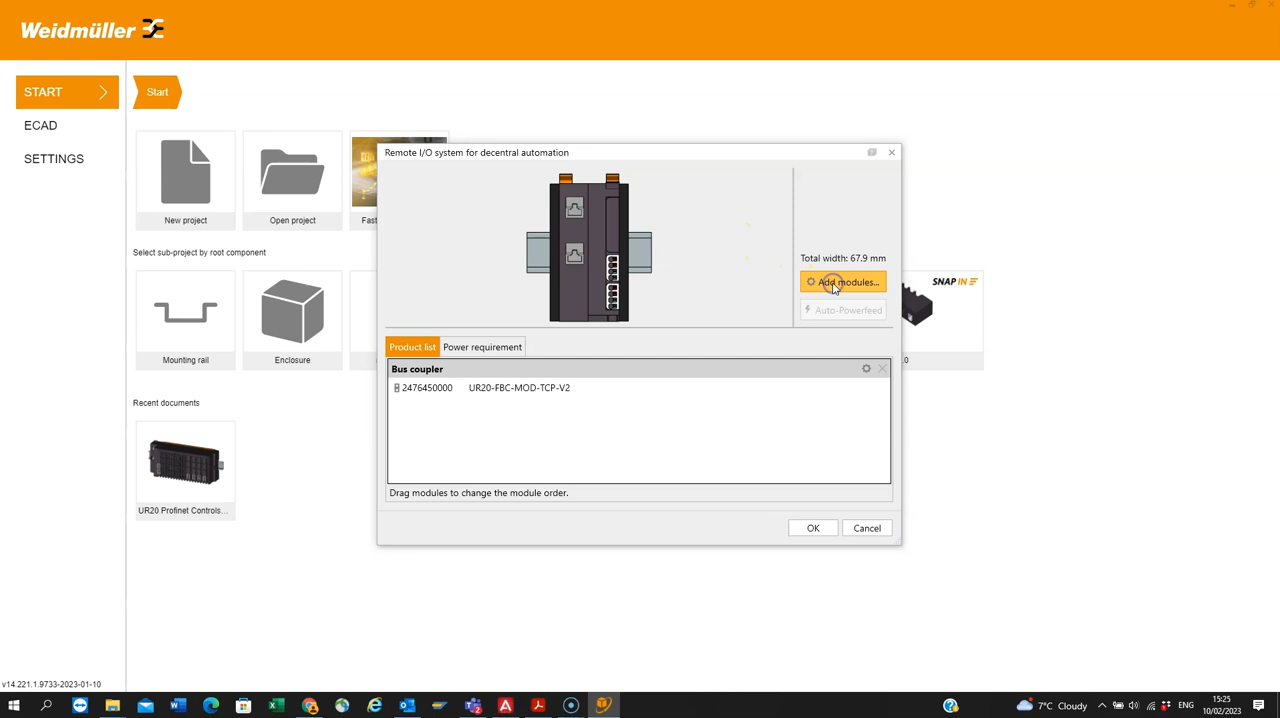 Weidmüller
START
Start
ECAD
SETTINGS
New project
Open project
Fast
Select sub-project by root component
Mounting rail
Enclosure
SNAP IN
.0
Recent documents
UR20 Profinet Controls...
Remote I/O system for decentral automation
Total width: 67.9 mm
Add modules...
Auto-Powerfeed
Product list
Power requirement
Bus coupler
2476450000 UR20-FBC-MOD-TCP-V2
Drag modules to change the module order.
OK
Cancel
v14.221.1.9733-2023-01-10
7°C Cloudy
ENG
15:25
10/02/2023